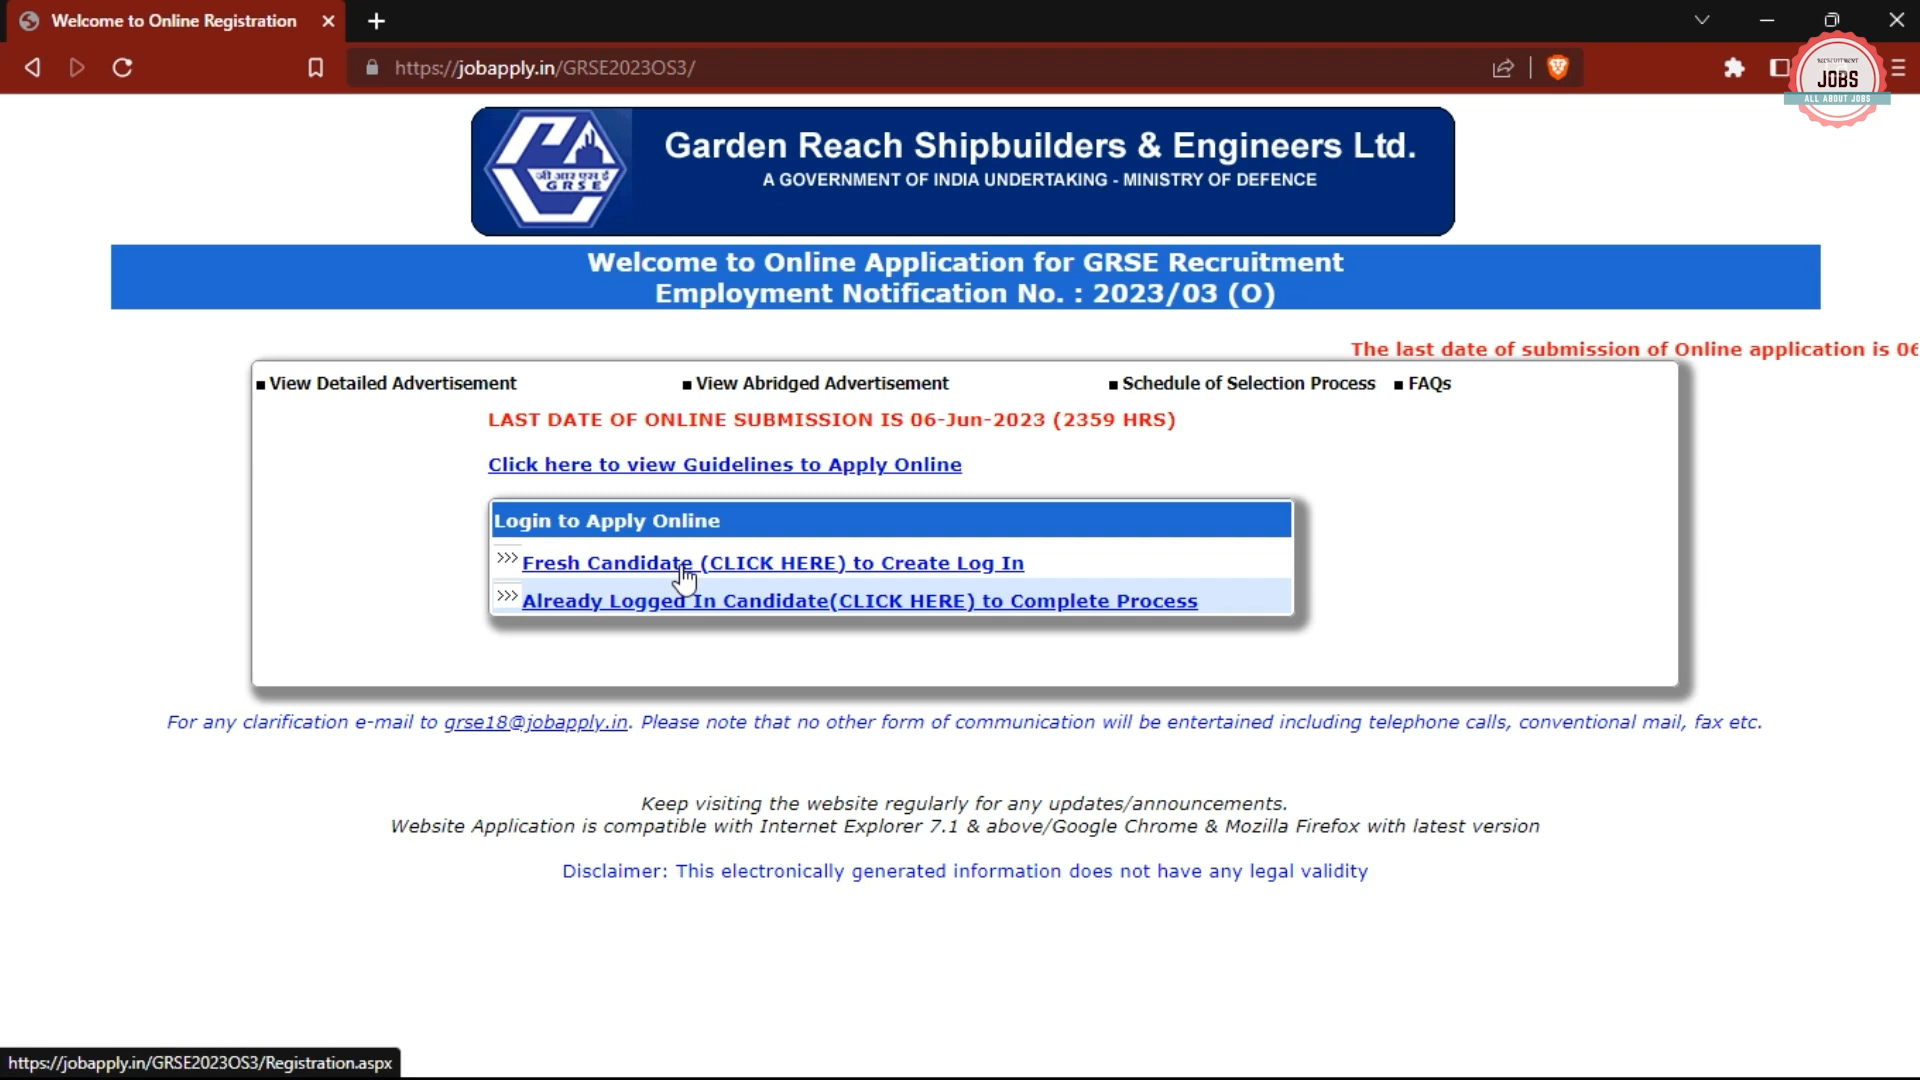 Welcome to Online Registration
https://jobapply.in/GRSE2023OS3/
RECRUITMENT
JOBS
ALL ABOUT JOBS
जी आर एस ई
GRSE
Garden Reach Shipbuilders & Engineers Ltd.
A GOVERNMENT OF INDIA UNDERTAKING - MINISTRY OF DEFENCE
Welcome to Online Application for GRSE Recruitment
Employment Notification No. : 2023/03 (O)
The last date of submission of Online application is 06
View Detailed Advertisement
View Abridged Advertisement
Schedule of Selection Process
FAQs
LAST DATE OF ONLINE SUBMISSION IS 06-Jun-2023 (2359 HRS)
Click here to view Guidelines to Apply Online
Login to Apply Online
>>> Fresh Candidate (CLICK HERE) to Create Log In
>>> Already Logged In Candidate(CLICK HERE) to Complete Process
For any clarification e-mail to grse18@jobapply.in. Please note that no other form of communication will be entertained including telephone calls, conventional mail, fax etc.
Keep visiting the website regularly for any updates/announcements.
Website Application is compatible with Internet Explorer 7.1 & above/Google Chrome & Mozilla Firefox with latest version
Disclaimer: This electronically generated information does not have any legal validity
https://jobapply.in/GRSE2023OS3/Registration.aspx